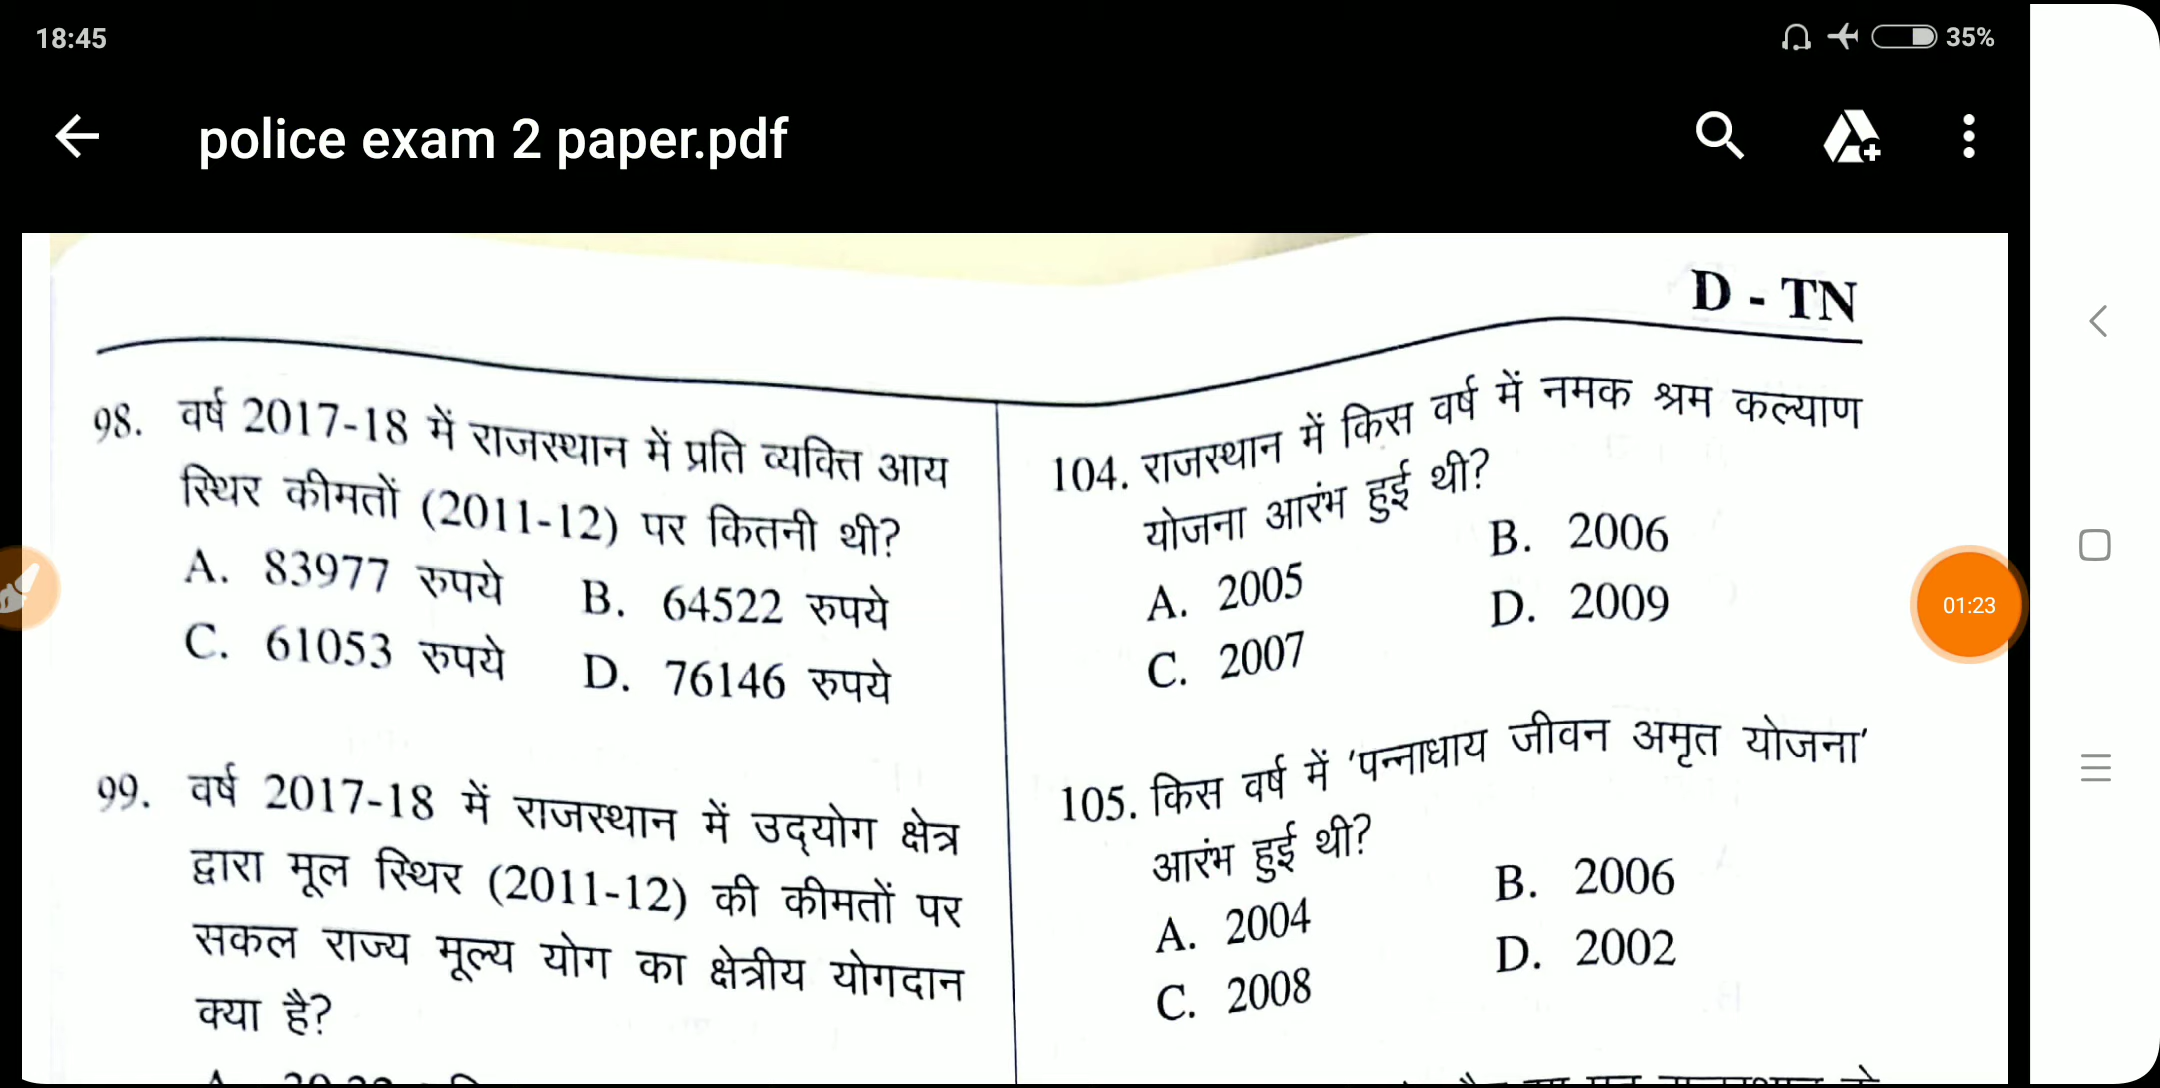 18:45
35%
police exam 2 paper.pdf
D - TN
98. वर्ष 2017-18 में राजस्थान में प्रति व्यक्ति आय
स्थिर कीमतों (2011-12) पर कितनी थी?
A. 83977 रुपये B. 64522 रुपये
C. 61053 रुपये D. 76146 रुपये
99. वर्ष 2017-18 में राजस्थान में उद्योग क्षेत्र
द्वारा मूल स्थिर (2011-12) की कीमतों पर
सकल राज्य मूल्य योग का क्षेत्रीय योगदान
क्या है?
104. राजस्थान में किस वर्ष में नमक श्रम कल्याण
योजना आरंभ हुई थी?
A. 2005 B. 2006
C. 2007 D. 2009
105. किस वर्ष में 'पन्नाधाय जीवन अमृत योजना'
आरंभ हुई थी?
A. 2004 B. 2006
C. 2008 D. 2002
01:23